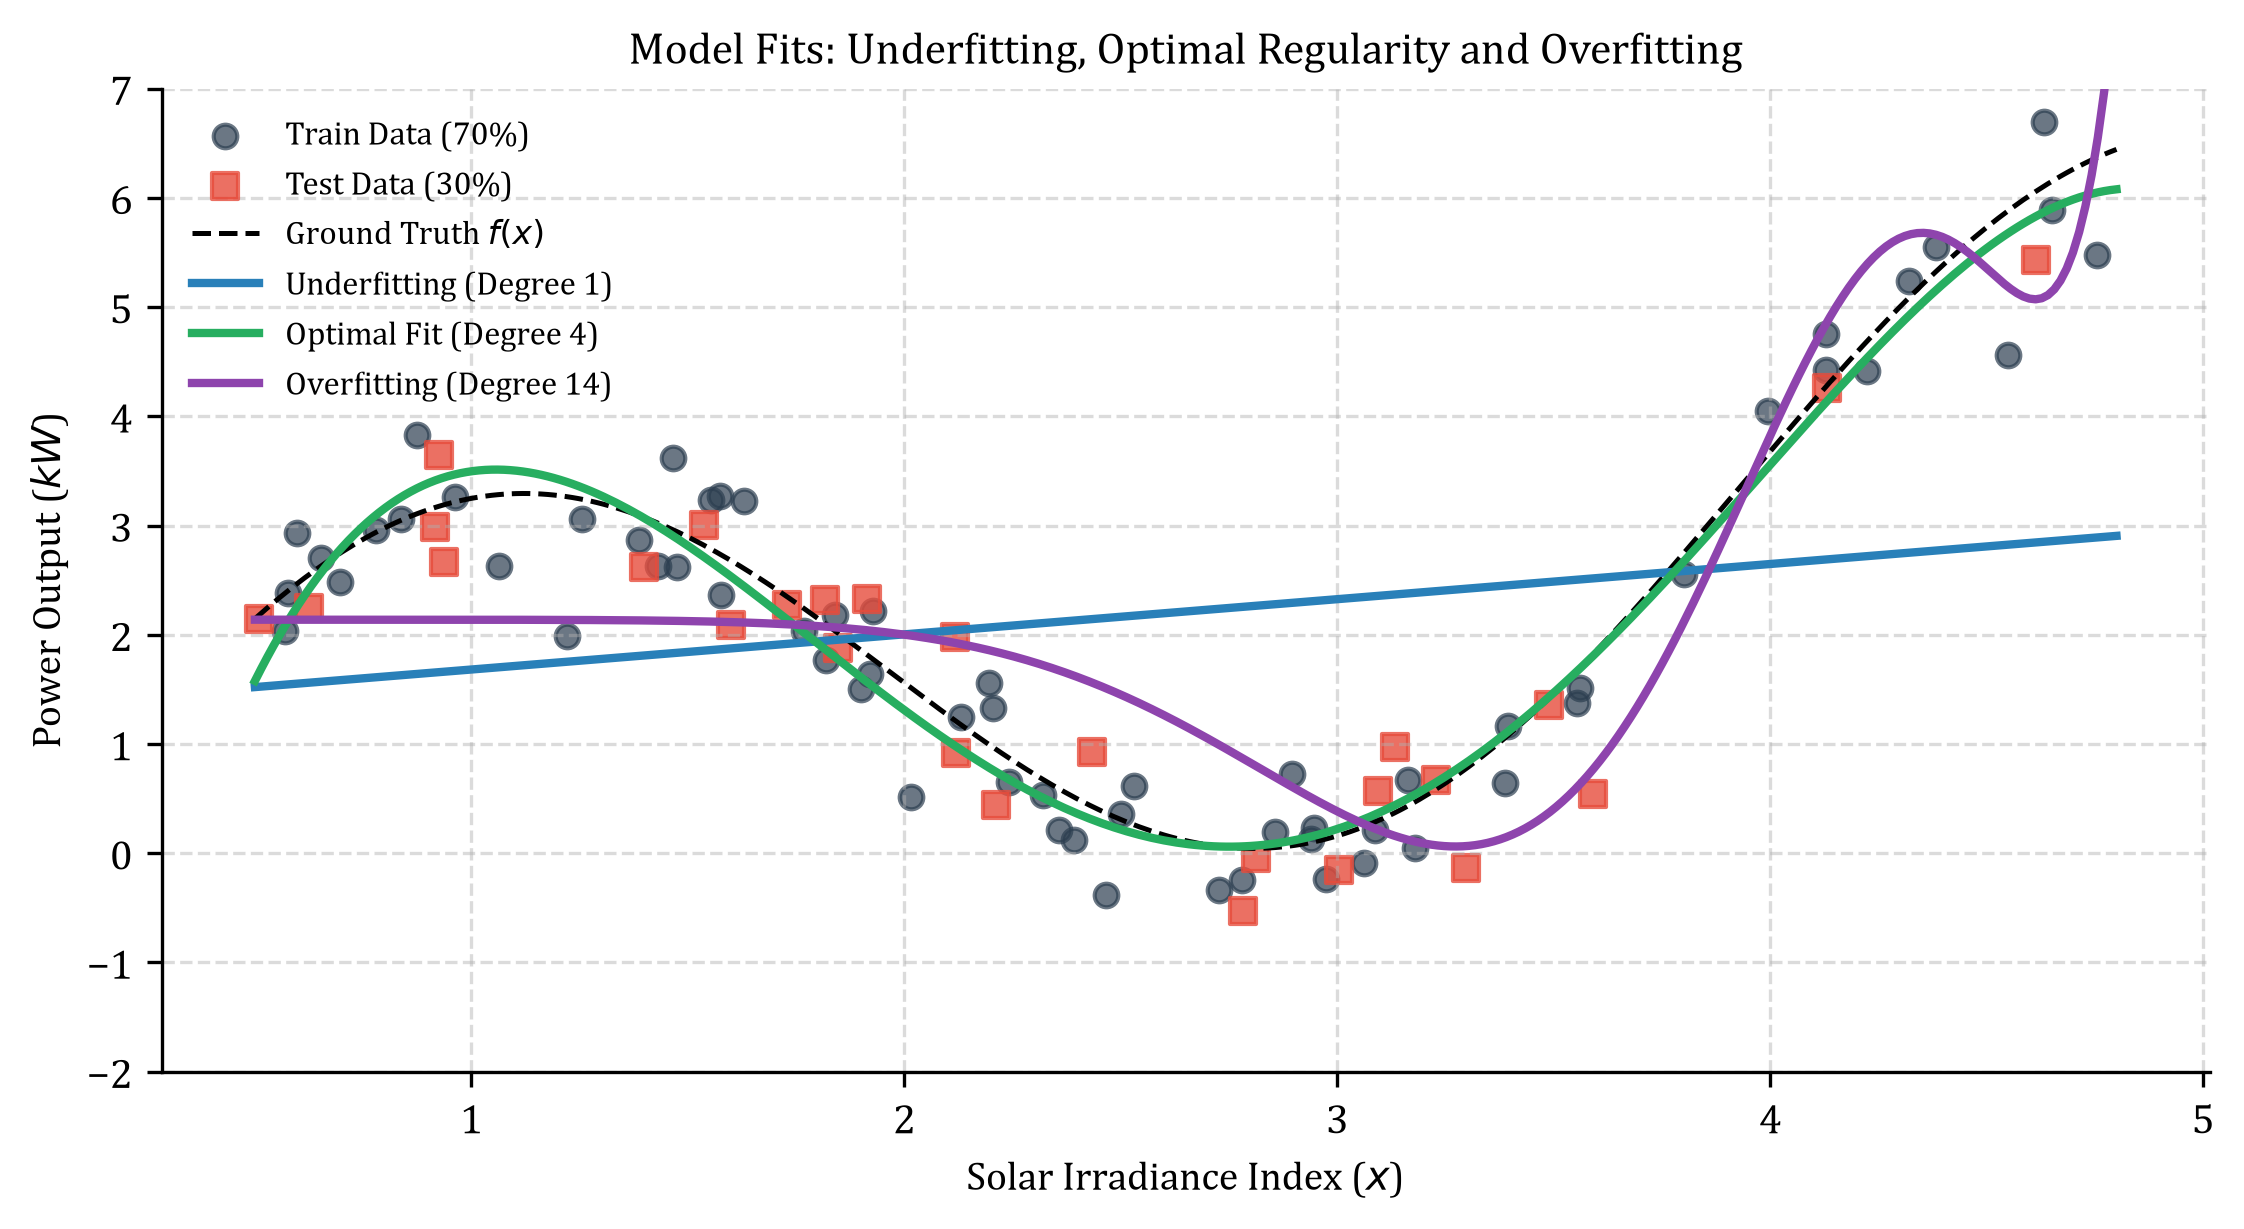 Model Fits: Underfitting, Optimal Regularity and Overfitting
7
6
5
4
3
2
1
0
−1
−2
Train Data (70%)
Test Data (30%)
Ground Truth f(x)
Underfitting (Degree 1)
Optimal Fit (Degree 4)
Overfitting (Degree 14)
Power Output (kW)
1 2 3 4 5
Solar Irradiance Index (x)